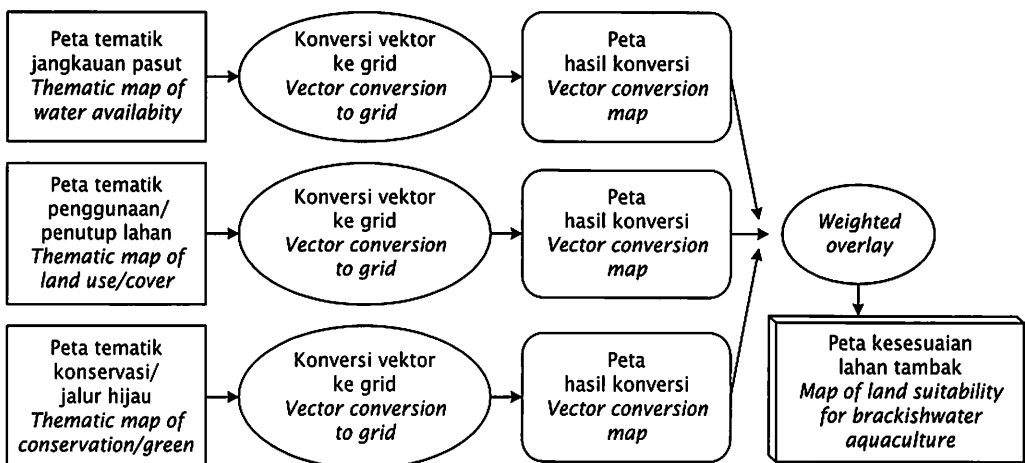 Peta tematik
jangkauan pasut
Thematic map of
water availabity
Konversi vektor
ke grid
Vector conversion
to grid
Peta
hasil konversi
Vector conversion
map
Peta tematik
penggunaan/
penutup lahan
Thematic map of
land use/cover
Konversi vektor
ke grid
Vector conversion
to grid
Peta
hasil konversi
Vector conversion
map
Weighted
overlay
Peta tematik
konservasi/
jalur hijau
Thematic map of
conservation/green
Konversi vektor
ke grid
Vector conversion
to grid
Peta
hasil konversi
Vector conversion
map
Peta kesesuaian
lahan tambak
Map of land suitability
for brackishwater
aquaculture